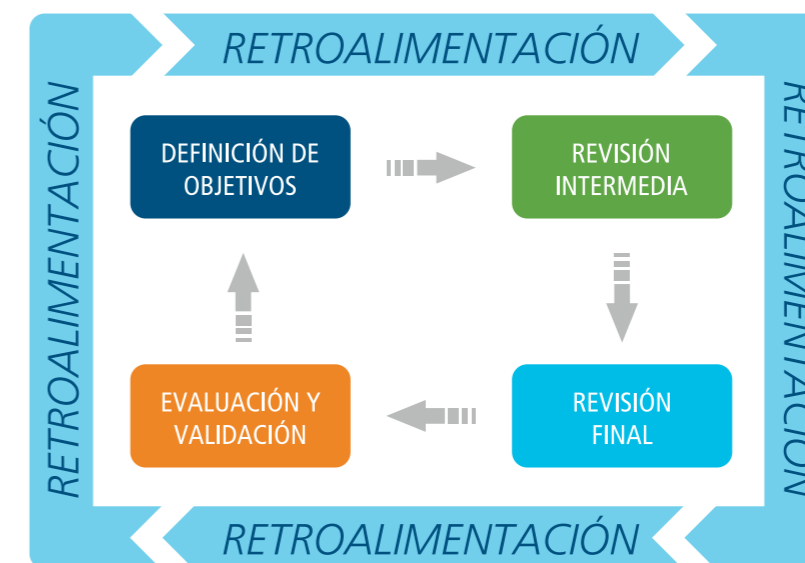 RETROALIMENTACIÓN
RETROALIMENTACIÓN
DEFINICIÓN DE
OBJETIVOS
REVISIÓN
INTERMEDIA
RETROALIMENTACIÓN
EVALUACIÓN Y
VALIDACIÓN
REVISIÓN
FINAL
RETROALIMENTACIÓN